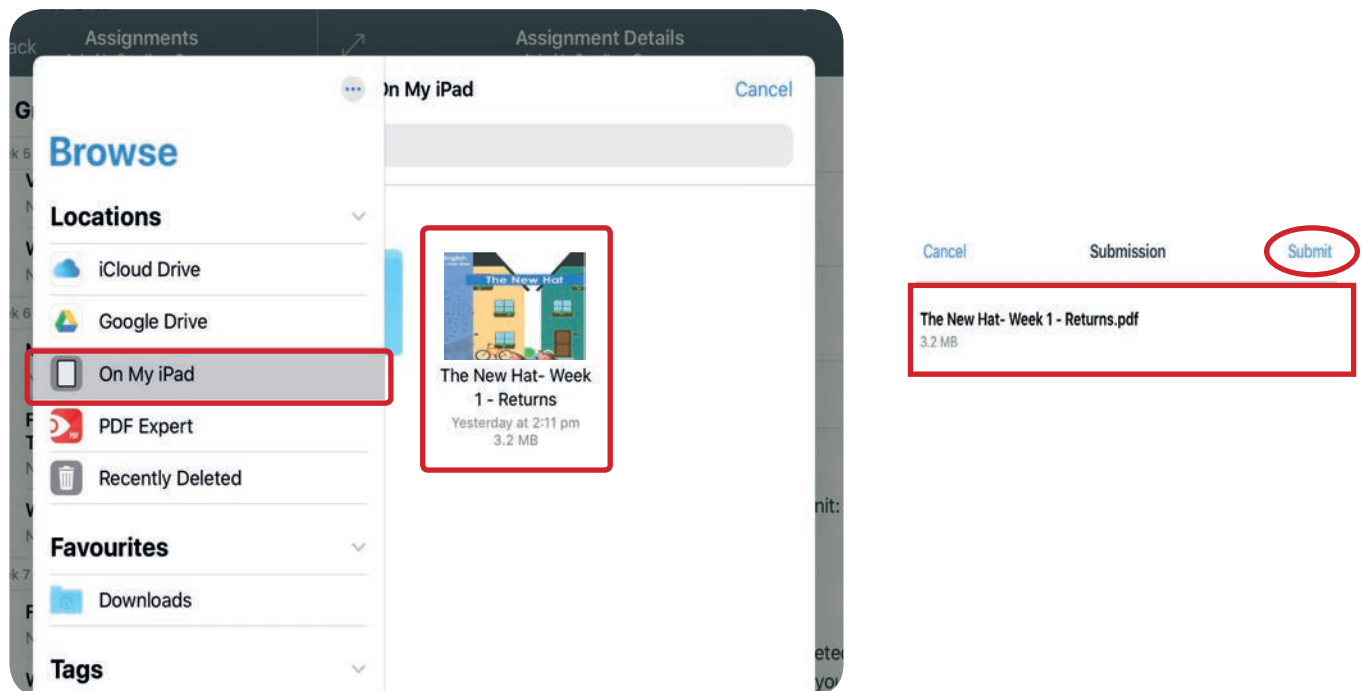 Assignments
Assignment Details
On My iPad
Cancel
Browse
Locations
iCloud Drive
Google Drive
On My iPad
PDF Expert
Recently Deleted
Favourites
Downloads
Tags
English
The New Hat
The New Hat- Week
1 - Returns
Yesterday at 2:11 pm
3.2 MB
nit:
Cancel
Submission
Submit
The New Hat- Week 1 - Returns.pdf
3.2 MB